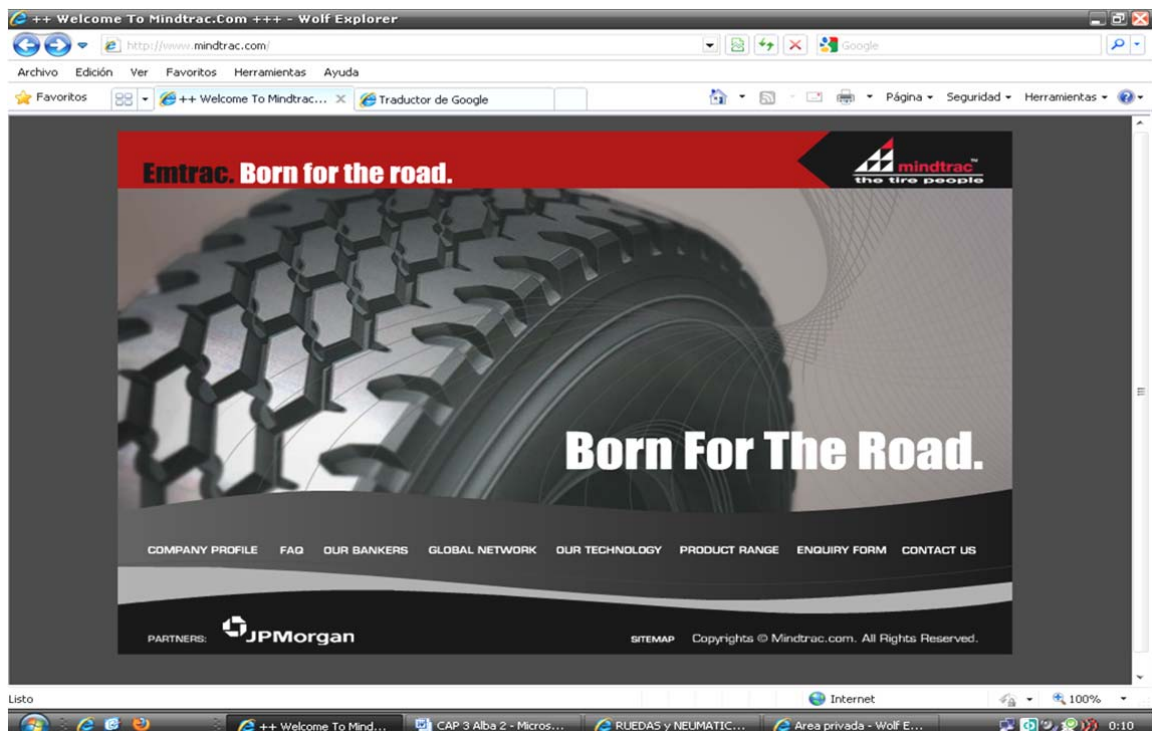 ++ Welcome To Mindtrac.Com +++ - Wolf Explorer
http://www.mindtrac.com/
Google
Archivo Edición Ver Favoritos Herramientas Ayuda
Favoritos ++ Welcome To Mindtrac... Traductor de Google Página Seguridad Herramientas
Emtrac. Born for the road.
mindtrac™
the tire people
Born For The Road.
COMPANY PROFILE FAQ OUR BANKERS GLOBAL NETWORK OUR TECHNOLOGY PRODUCT RANGE ENQUIRY FORM CONTACT US
PARTNERS: JPMorgan SITEMAP Copyrights © Mindtrac.com. All Rights Reserved.
Listo Internet 100%
++ Welcome To Mind... CAP 3 Alba 2 - Micros... RUEDAS y NEUMATIC... Area privada - Wolf E... 0:10